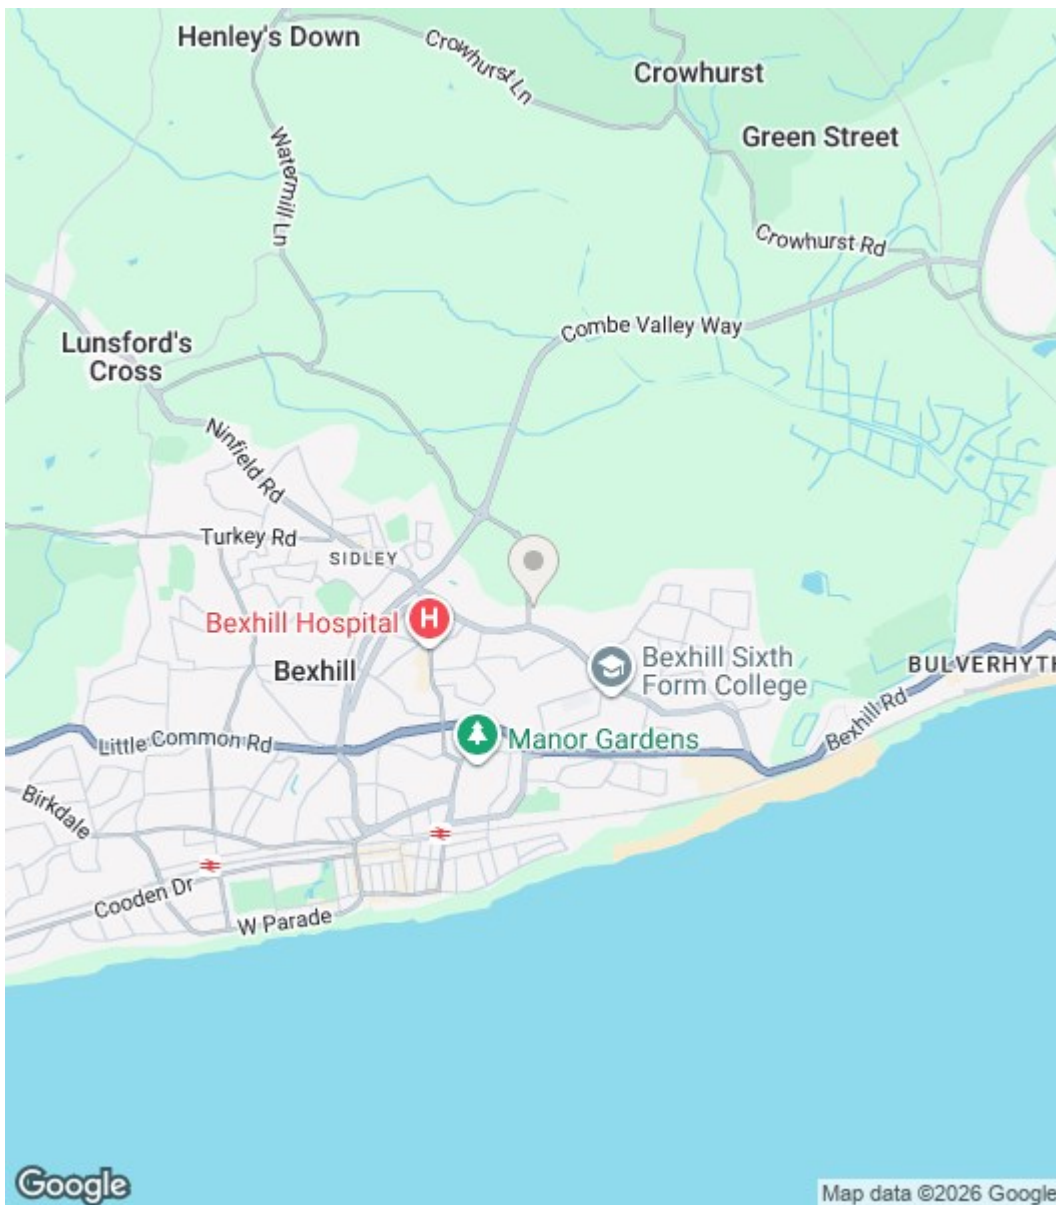 Henley's Down
Crowhurst Ln
Crowhurst
Green Street
Watermill Ln
Crowhurst Rd
Combe Valley Way
Lunsford's
Cross
Ninfield Rd
Turkey Rd
SIDLEY
Bexhill Hospital
H
Bexhill
Bexhill Sixth
Form College
BULVERHYTH
Bexhill Rd
Little Common Rd
Manor Gardens
Birkdale
Cooden Dr
W Parade
Google
Map data ©2026 Google